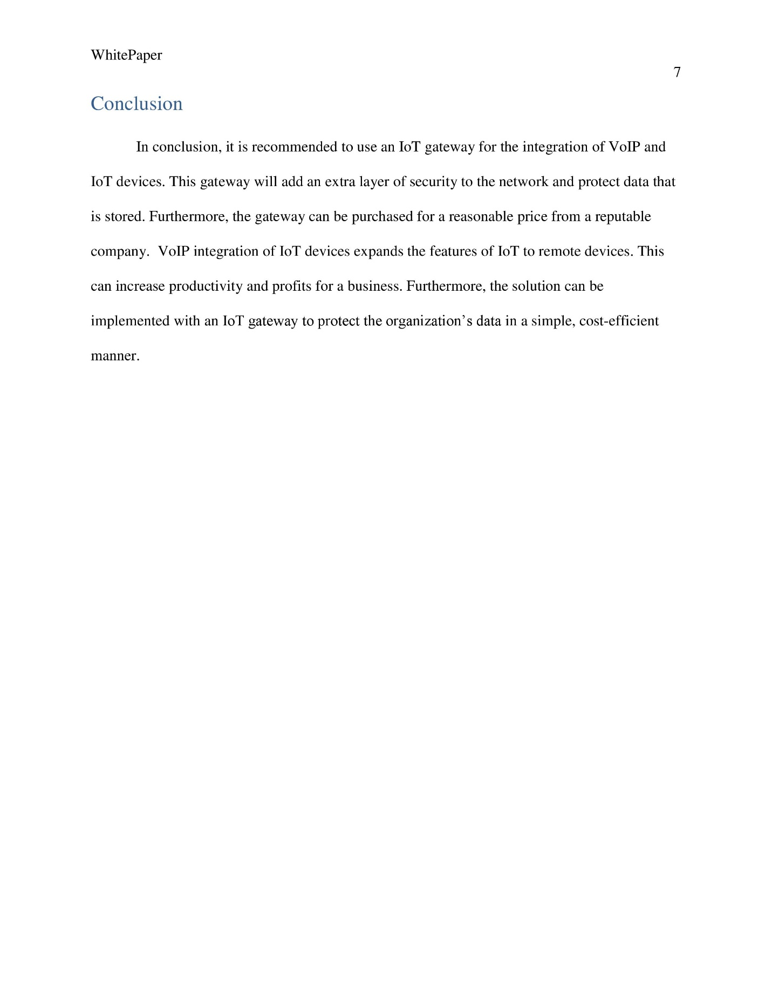 WhitePaper
7
Conclusion
In conclusion, it is recommended to use an IoT gateway for the integration of VoIP and
IoT devices. This gateway will add an extra layer of security to the network and protect data that
is stored. Furthermore, the gateway can be purchased for a reasonable price from a reputable
company.  VoIP integration of IoT devices expands the features of IoT to remote devices. This
can increase productivity and profits for a business. Furthermore, the solution can be
implemented with an IoT gateway to protect the organization’s data in a simple, cost-efficient
manner.